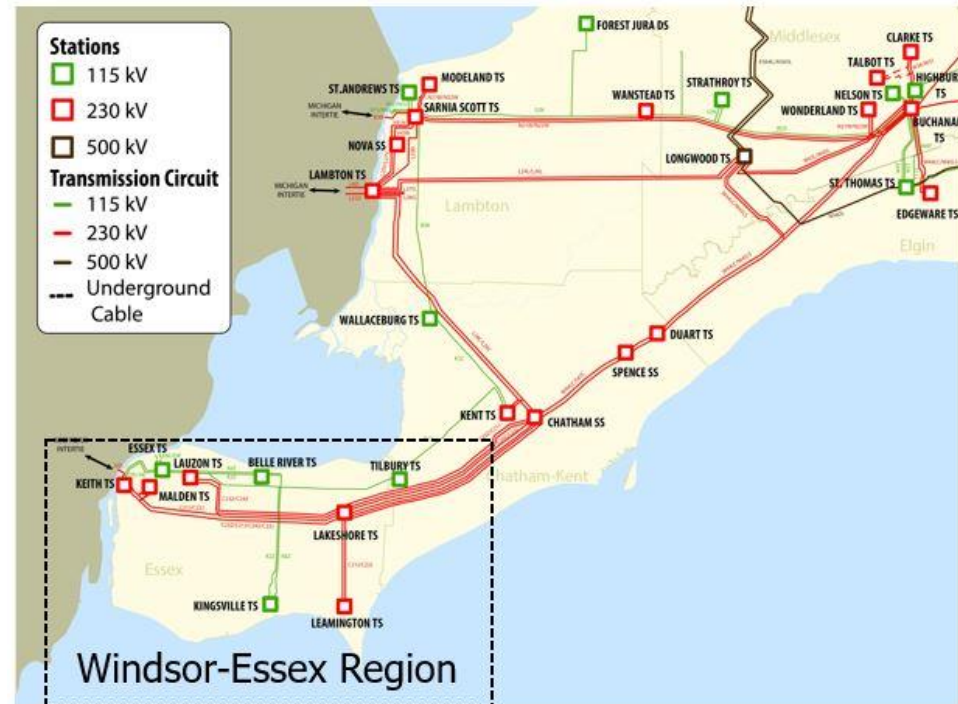 Stations
115 kV
230 kV
500 kV
Transmission Circuit
115 kV
230 kV
500 kV
Underground
Cable
FOREST JURA DS
Middlesex
CLARKE TS
TALBOT TS
HIGHBUR
TS
NELSON TS
WONDERLAND TS
BUCHANAN
TS
ST.ANDREWS TS
MODELAND TS
SARNIA SCOTT TS
MICHIGAN
INTERTIE
WANSTEAD TS
STRATHROY TS
NOVA SS
LONGWOOD TS
LAMBTON TS
MICHIGAN
INTERTIE
ST. THOMAS TS
EDGEWARE TS
Lambton
Elgin
WALLACEBURG TS
DUART TS
SPENCE SS
KENT TS
CHATHAM SS
Chatham-Kent
INTERTIE
ESSEX TS
LAUZON TS
BELLE RIVER TS
TILBURY TS
KEITH TS
MALDEN TS
LAKESHORE TS
Essex
KINGSVILLE TS
LEAMINGTON TS
Windsor-Essex Region